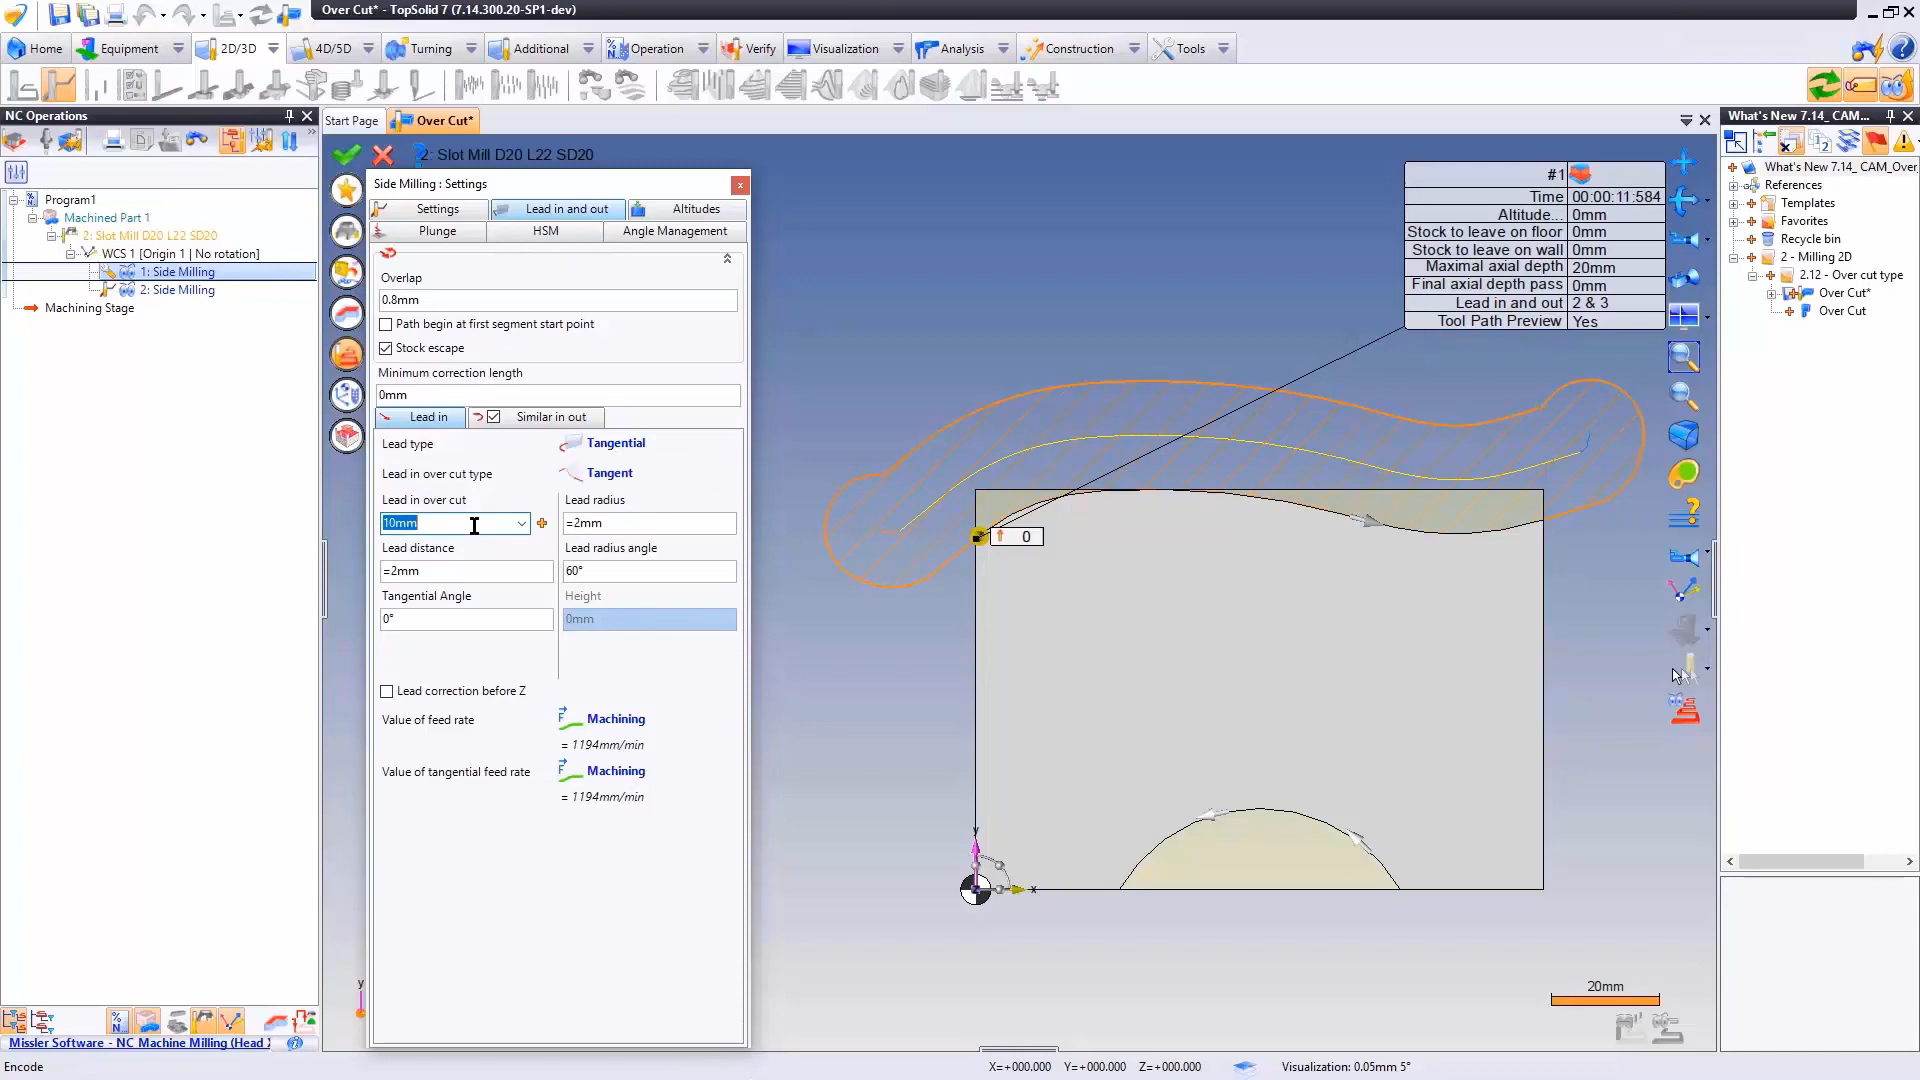 Over Cut* - TopSolid 7 (7.14.300.20-SP1-dev)
Home
Equipment
2D/3D
4D/5D
Turning
Additional
Operation
Verify
Visualization
Analysis
Construction
Tools
NC Operations
Start Page
Over Cut*
What's New 7.14_ CAM...
2: Slot Mill D20 L22 SD20
Program1
Machined Part 1
2: Slot Mill D20 L22 SD20
WCS 1 [Origin 1 | No rotation]
1: Side Milling
2: Side Milling
Machining Stage
Side Milling : Settings
Settings
Lead in and out
Altitudes
Plunge
HSM
Angle Management
Overlap
0.8mm
Path begin at first segment start point
Stock escape
Minimum correction length
0mm
Lead in
Similar in out
Lead type
Tangential
Lead in over cut type
Tangent
Lead in over cut
Lead radius
10mm
=2mm
Lead distance
Lead radius angle
=2mm
60°
Tangential Angle
Height
0°
0mm
Lead correction before Z
Value of feed rate
Machining
= 1194mm/min
Value of tangential feed rate
Machining
= 1194mm/min
#1
Time 00:00:11:584
Altitude... 0mm
Stock to leave on floor 0mm
Stock to leave on wall 0mm
Maximal axial depth 20mm
Final axial depth pass 0mm
Lead in and out 2 & 3
Tool Path Preview Yes
0
y
x
y
20mm
What's New 7.14_ CAM_Over
References
Templates
Favorites
Recycle bin
2 - Milling 2D
2.12 - Over cut type
Over Cut*
Over Cut
Missler Software - NC Machine Milling (Head
Encode
X=+000.000 Y=+000.000 Z=+000.000
Visualization: 0.05mm 5°